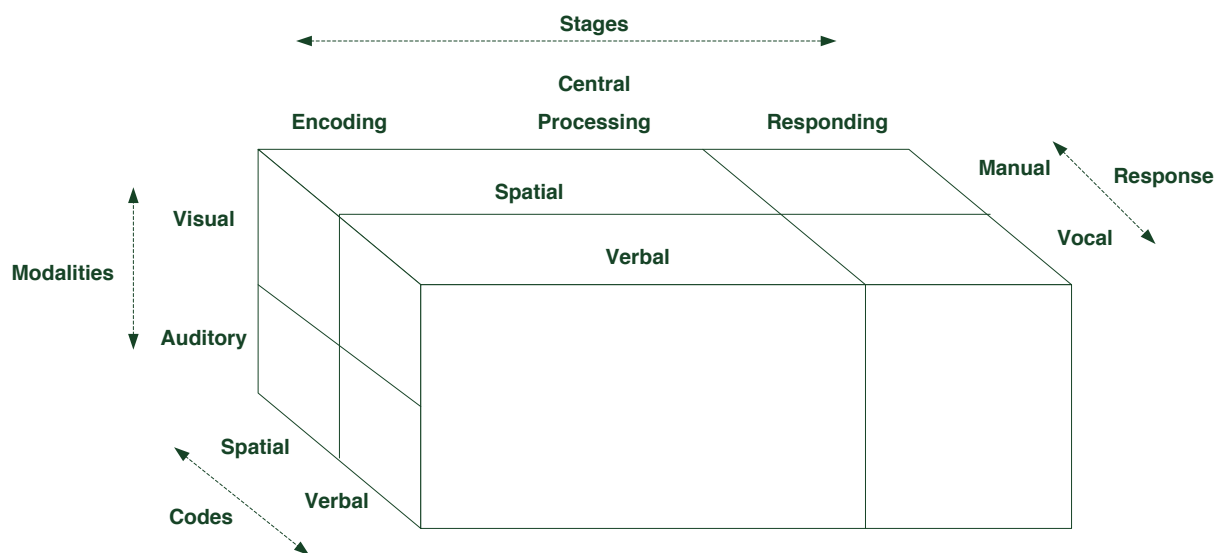 Stages
Central
Encoding Processing Responding
Manual
Response
Spatial
Visual
Vocal
Verbal
Modalities
Auditory
Spatial
Verbal
Codes